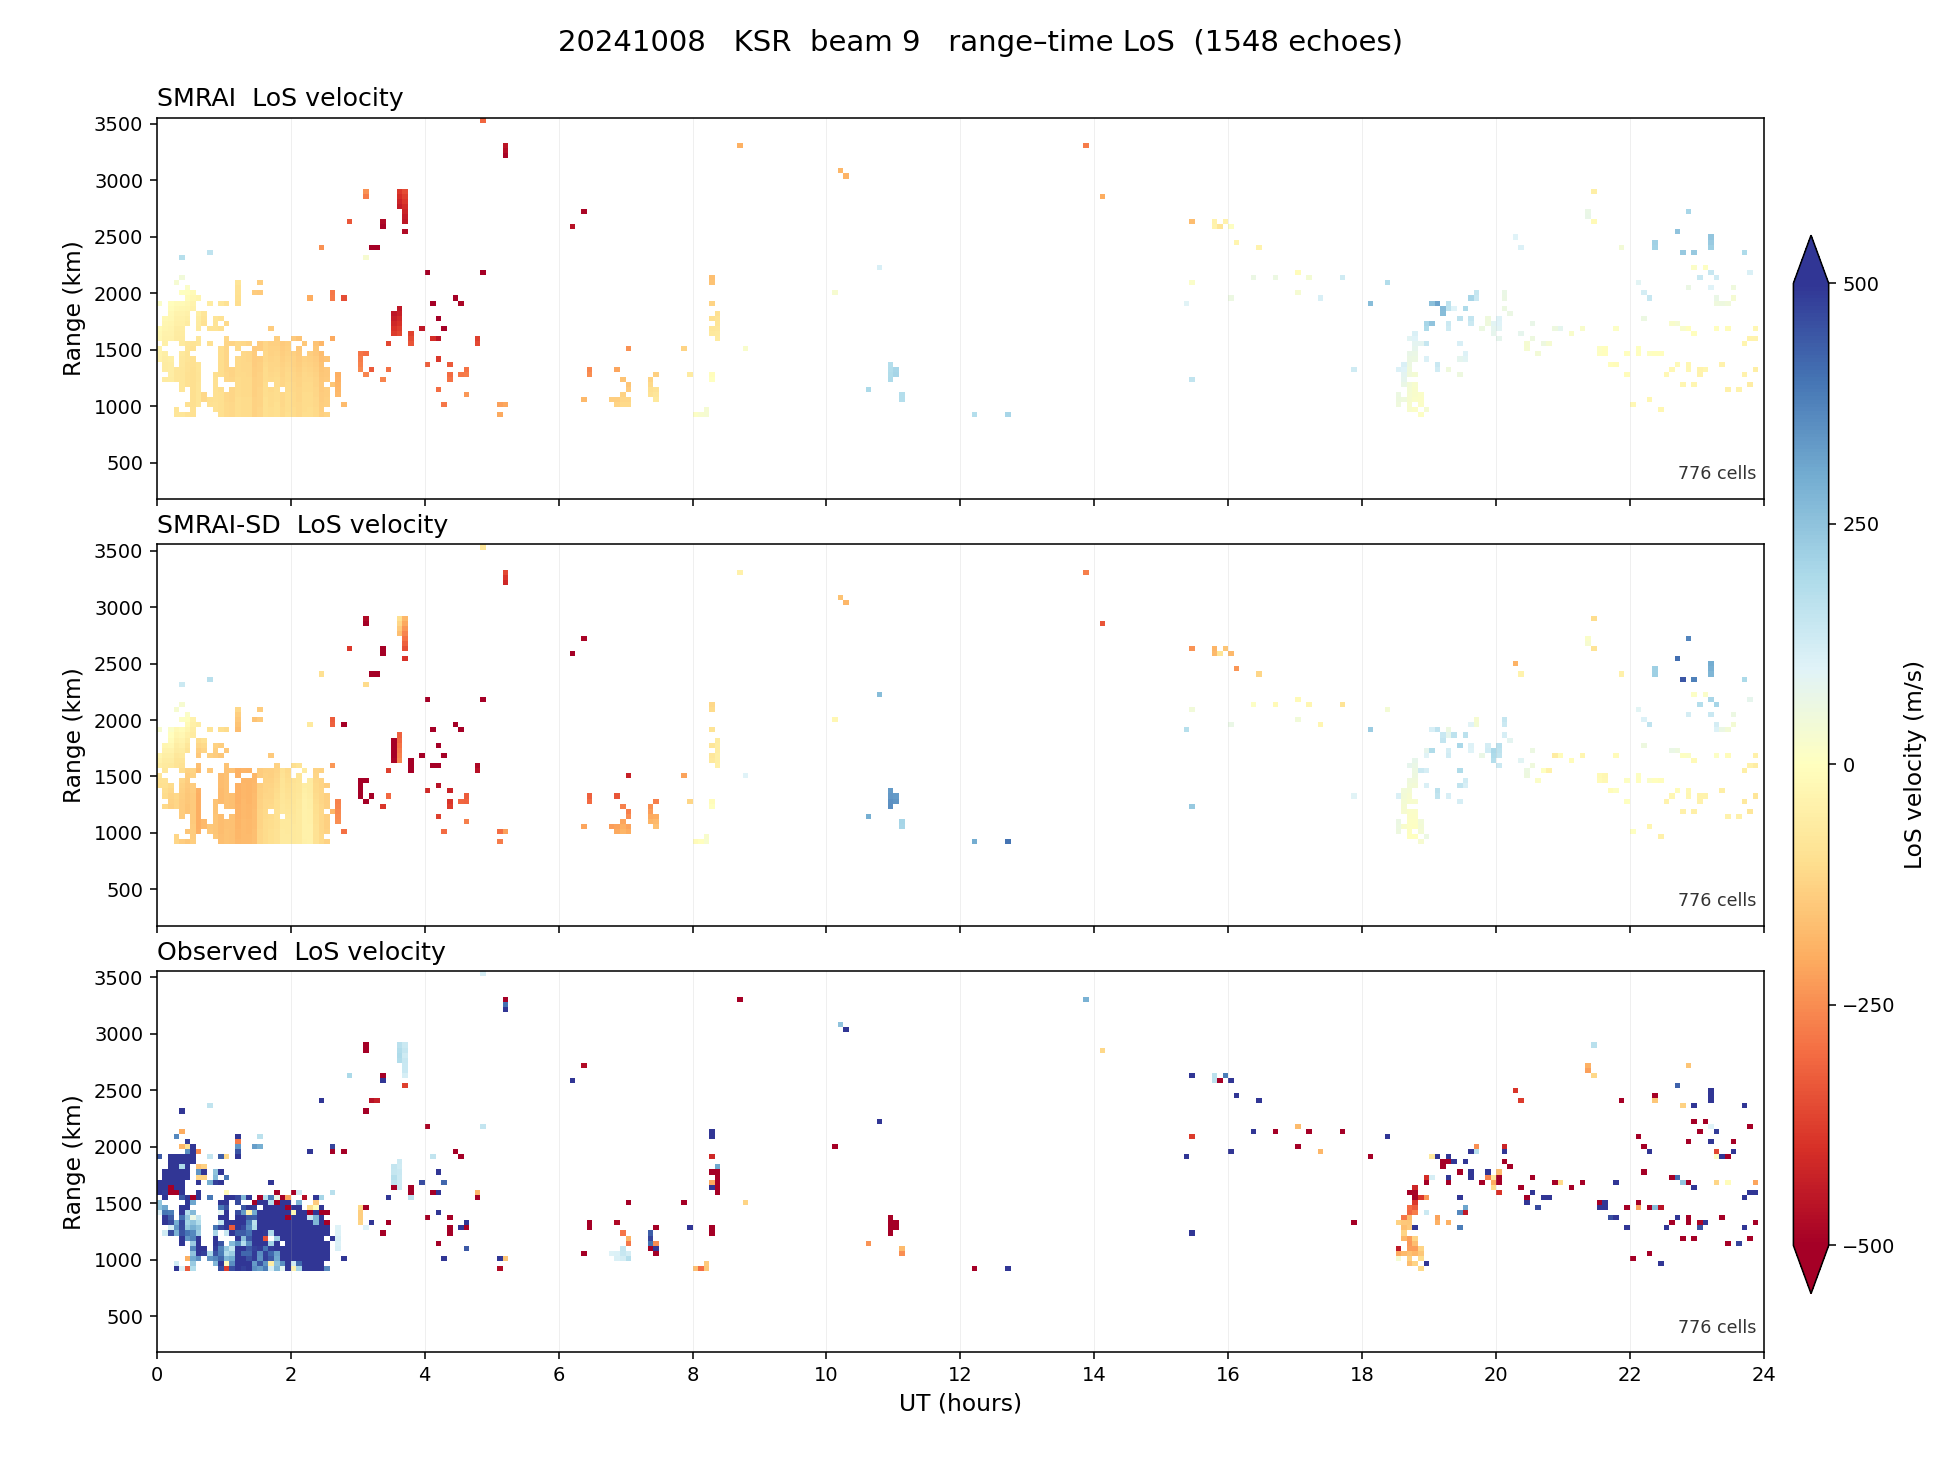 20241008   KSR  beam 9   range–time LoS  (1548 echoes)
SMRAI  LoS velocity
3500
3000
2500
2000
1500
1000
500
Range (km)
776 cells
SMRAI-SD  LoS velocity
3500
3000
2500
2000
1500
1000
500
Range (km)
776 cells
Observed  LoS velocity
3500
3000
2500
2000
1500
1000
500
Range (km)
776 cells
0 2 4 6 8 10 12 14 16 18 20 22 24
UT (hours)
500
250
0
−250
−500
LoS velocity (m/s)